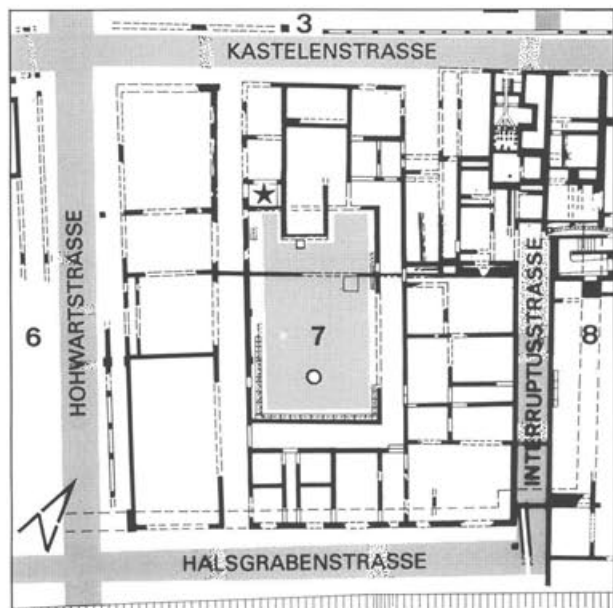 3
KASTELENSTRASSE
HOHWARTSTRASSE
6
7
INTERRUPTUSSTRASSE
8
HALSGRABENSTRASSE